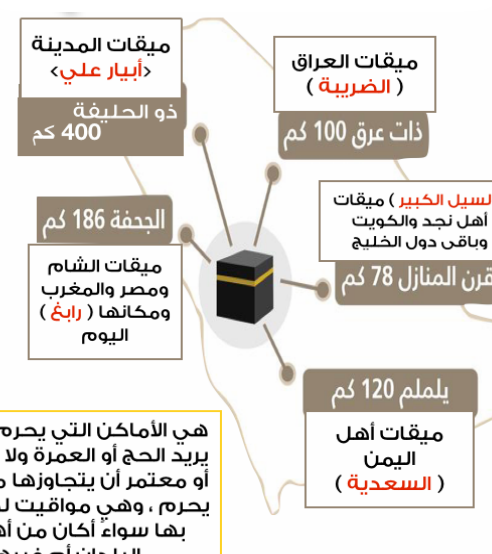 ميقات المدينة
<أبيار علي>
ذو الحليفة
400 كم
ميقات العراق
( الضريبة )
ذات عرق 100 كم
السيل الكبير ) ميقات
أهل نجد والكويت
وباقي دول الخليج
قرن المنازل 78 كم
الجحفة 186 كم
ميقات الشام
ومصر والمغرب
ومكانها ( رابغ )
اليوم
يلملم 120 كم
ميقات أهل
اليمن
( السعدية )
هي الأماكن التي يحرم
يريد الحج أو العمرة ولا
أو معتمر أن يتجاوزها
يحرم ، وهي مواقيت
بها سواءً أكان من